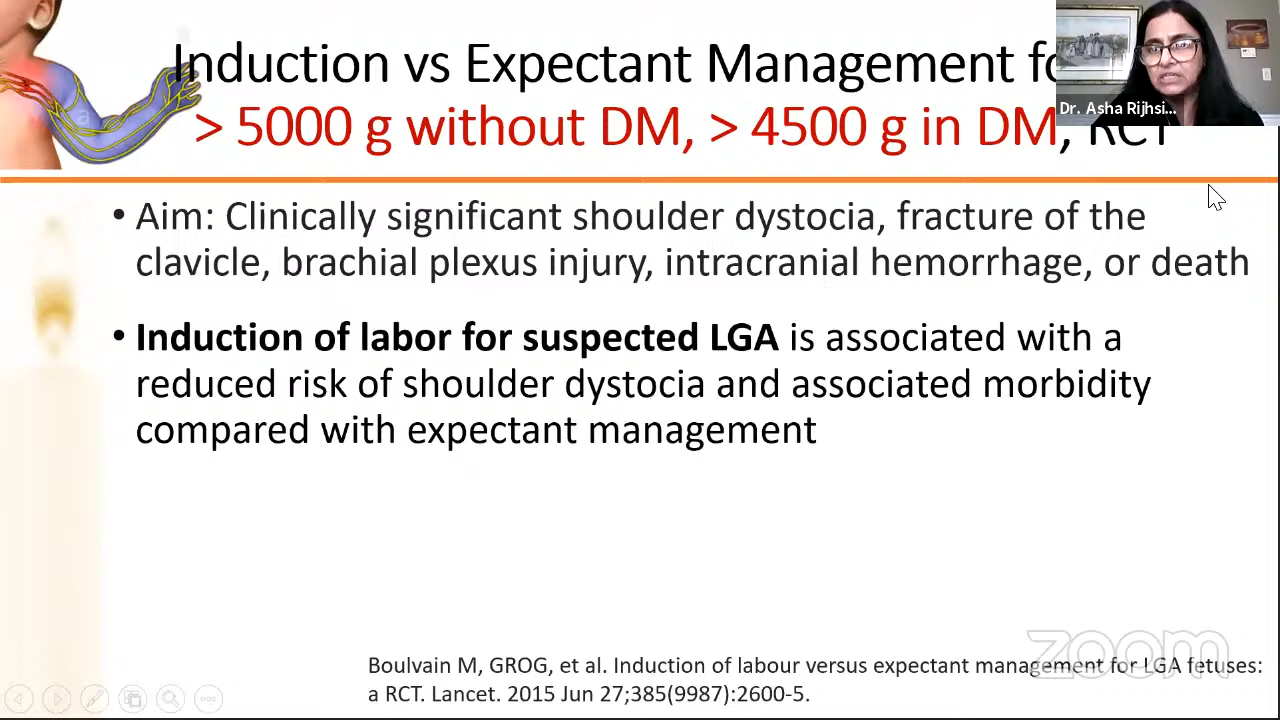 Induction vs Expectant Management fo
> 5000 g without DM, > 4500 g in DM, RCT
Dr. Asha Rijhsi...
• Aim: Clinically significant shoulder dystocia, fracture of the
clavicle, brachial plexus injury, intracranial hemorrhage, or death
• Induction of labor for suspected LGA is associated with a
reduced risk of shoulder dystocia and associated morbidity
compared with expectant management
zoom
Boulvain M, GROG, et al. Induction of labour versus expectant management for LGA fetuses:
a RCT. Lancet. 2015 Jun 27;385(9987):2600-5.